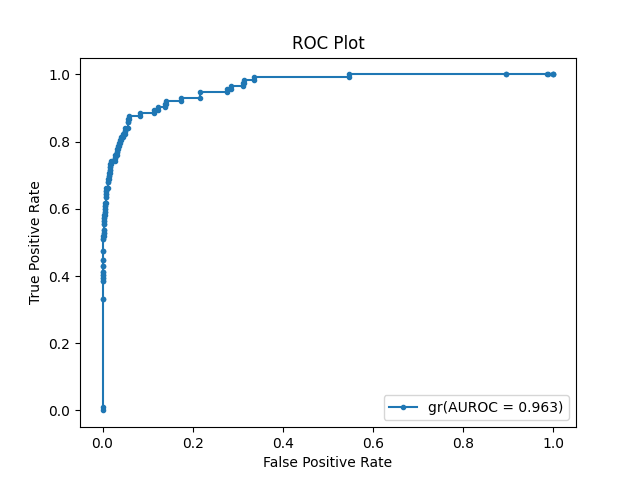 ROC Plot
True Positive Rate
1.0
0.8
0.6
0.4
0.2
0.0
gr(AUROC = 0.963)
0.0 0.2 0.4 0.6 0.8 1.0
False Positive Rate